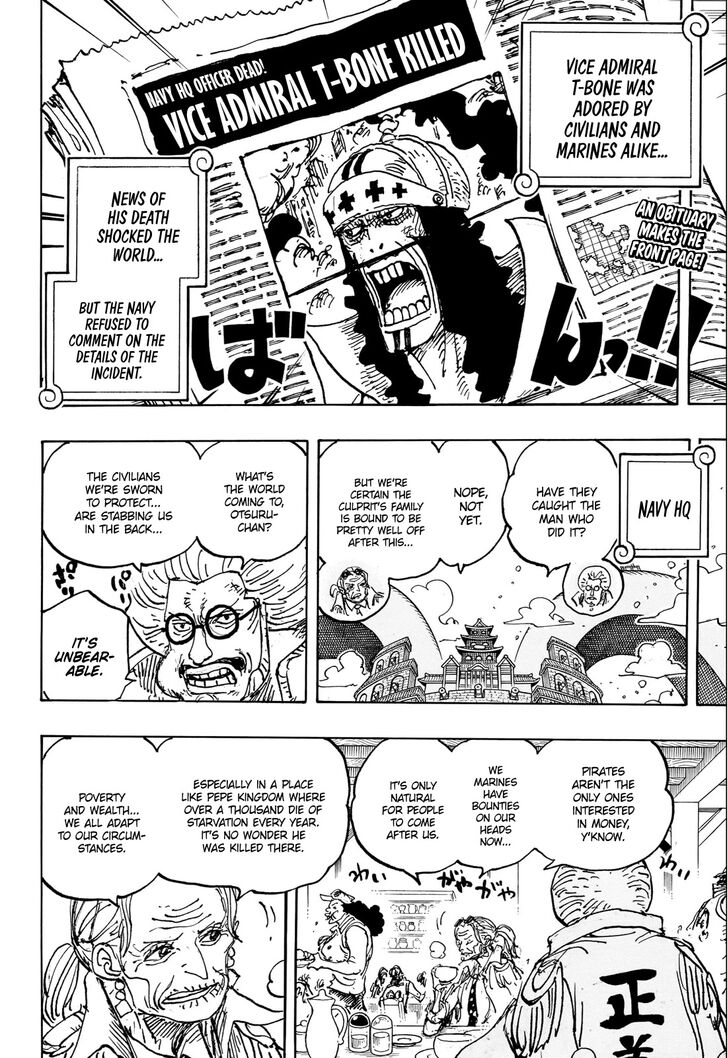 VICE ADMIRAL
T-BONE WAS
ADORED BY
CIVILIANS AND
MARINES ALIKE...
NAVY HQ OFFICER DEAD!
VICE ADMIRAL T-BONE KILLED
AN OBITUARY
MAKES THE
FRONT PAGE!
NEWS OF
HIS DEATH
SHOCKED THE
WORLD...
BUT THE NAVY
REFUSED TO
COMMENT ON THE
DETAILS OF THE
INCIDENT.
ばんっ!!
NAVY HQ
HAVE THEY
CAUGHT THE
MAN WHO
DID IT?
NOPE,
NOT
YET.
BUT WE'RE
CERTAIN THE
CULPRIT'S FAMILY
IS BOUND TO BE
PRETTY WELL OFF
AFTER THIS...
WHAT'S
THE WORLD
COMING TO,
OTSURU-
CHAN?
THE CIVILIANS
WE'RE SWORN
TO PROTECT...
ARE STABBING US
IN THE BACK...
IT'S
UNBEAR-
ABLE.
PIRATES
AREN'T THE
ONLY ONES
INTERESTED
IN MONEY,
Y'KNOW.
WE
MARINES
HAVE
BOUNTIES
ON OUR
HEADS
NOW...
IT'S ONLY
NATURAL
FOR PEOPLE
TO COME
AFTER US.
がや
がや
正
ESPECIALLY IN A PLACE
LIKE PEPE KINGDOM WHERE
OVER A THOUSAND DIE OF
STARVATION EVERY YEAR.
IT'S NO WONDER HE
WAS KILLED THERE.
POVERTY
AND WEALTH...
WE ALL ADAPT
TO OUR CIRCUM-
STANCES.